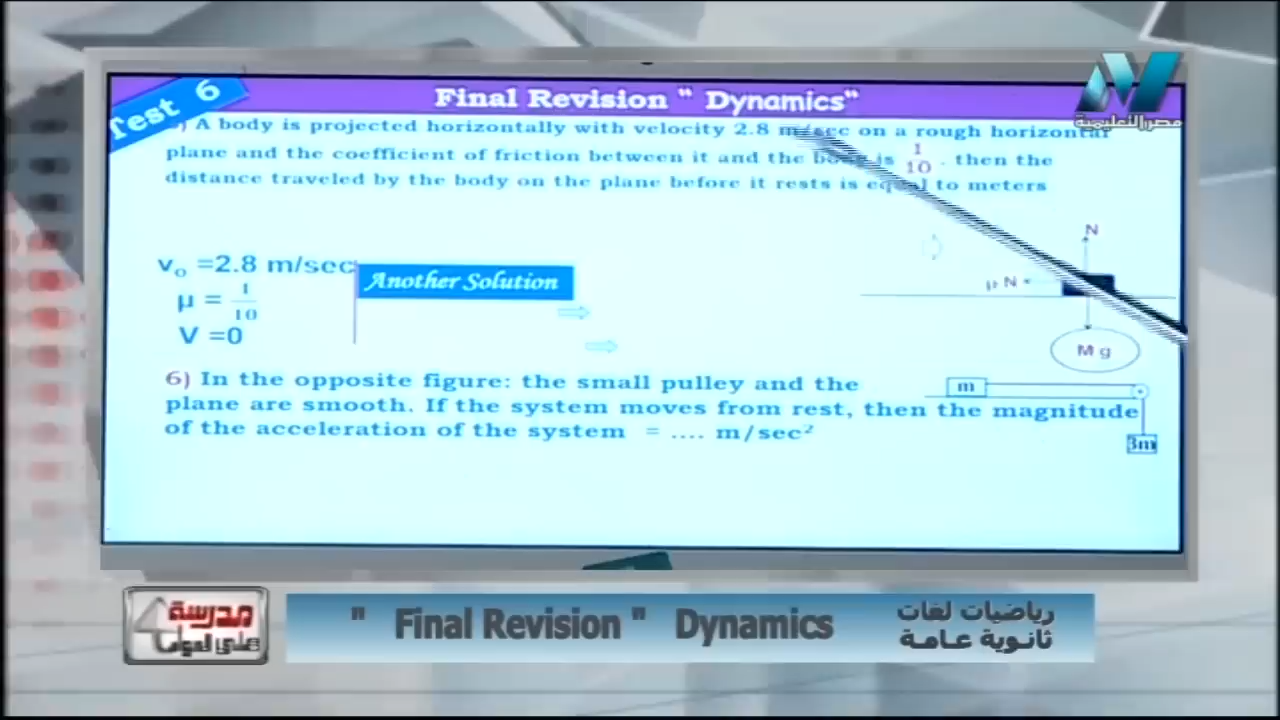 Test 6
Final Revision " Dynamics"
مصر التعليمية
) A body is projected horizontally with velocity 2.8 m/sec on a rough horizontal
plane and the coefficient of friction between it and the body is 1/10 . then the
distance traveled by the body on the plane before it rests is equal to meters
N
v₀ =2.8 m/sec
Another Solution
μ N
μ = 1/10
V =0
M g
6) In the opposite figure: the small pulley and the
m
plane are smooth. If the system moves from rest, then the magnitude
of the acceleration of the system = .... m/sec²
3m
مدرسة
على الهواء
" Final Revision " Dynamics
رياضيات لغات
ثانوية عامة